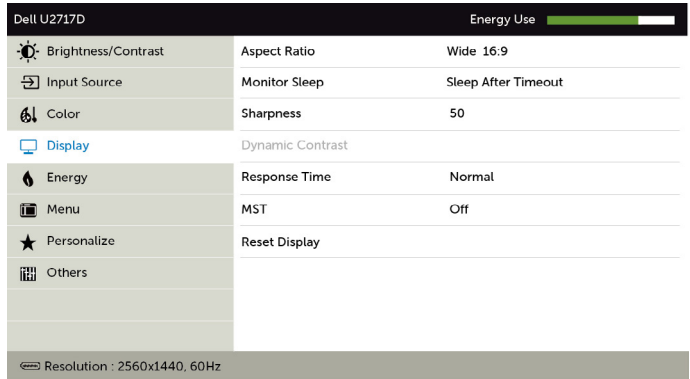 Dell U2717D Energy Use
Brightness/Contrast Aspect Ratio Wide 16:9
Input Source Monitor Sleep Sleep After Timeout
Color Sharpness 50
Display Dynamic Contrast
Energy Response Time Normal
Menu MST Off
Personalize Reset Display
Others
Resolution : 2560x1440, 60Hz